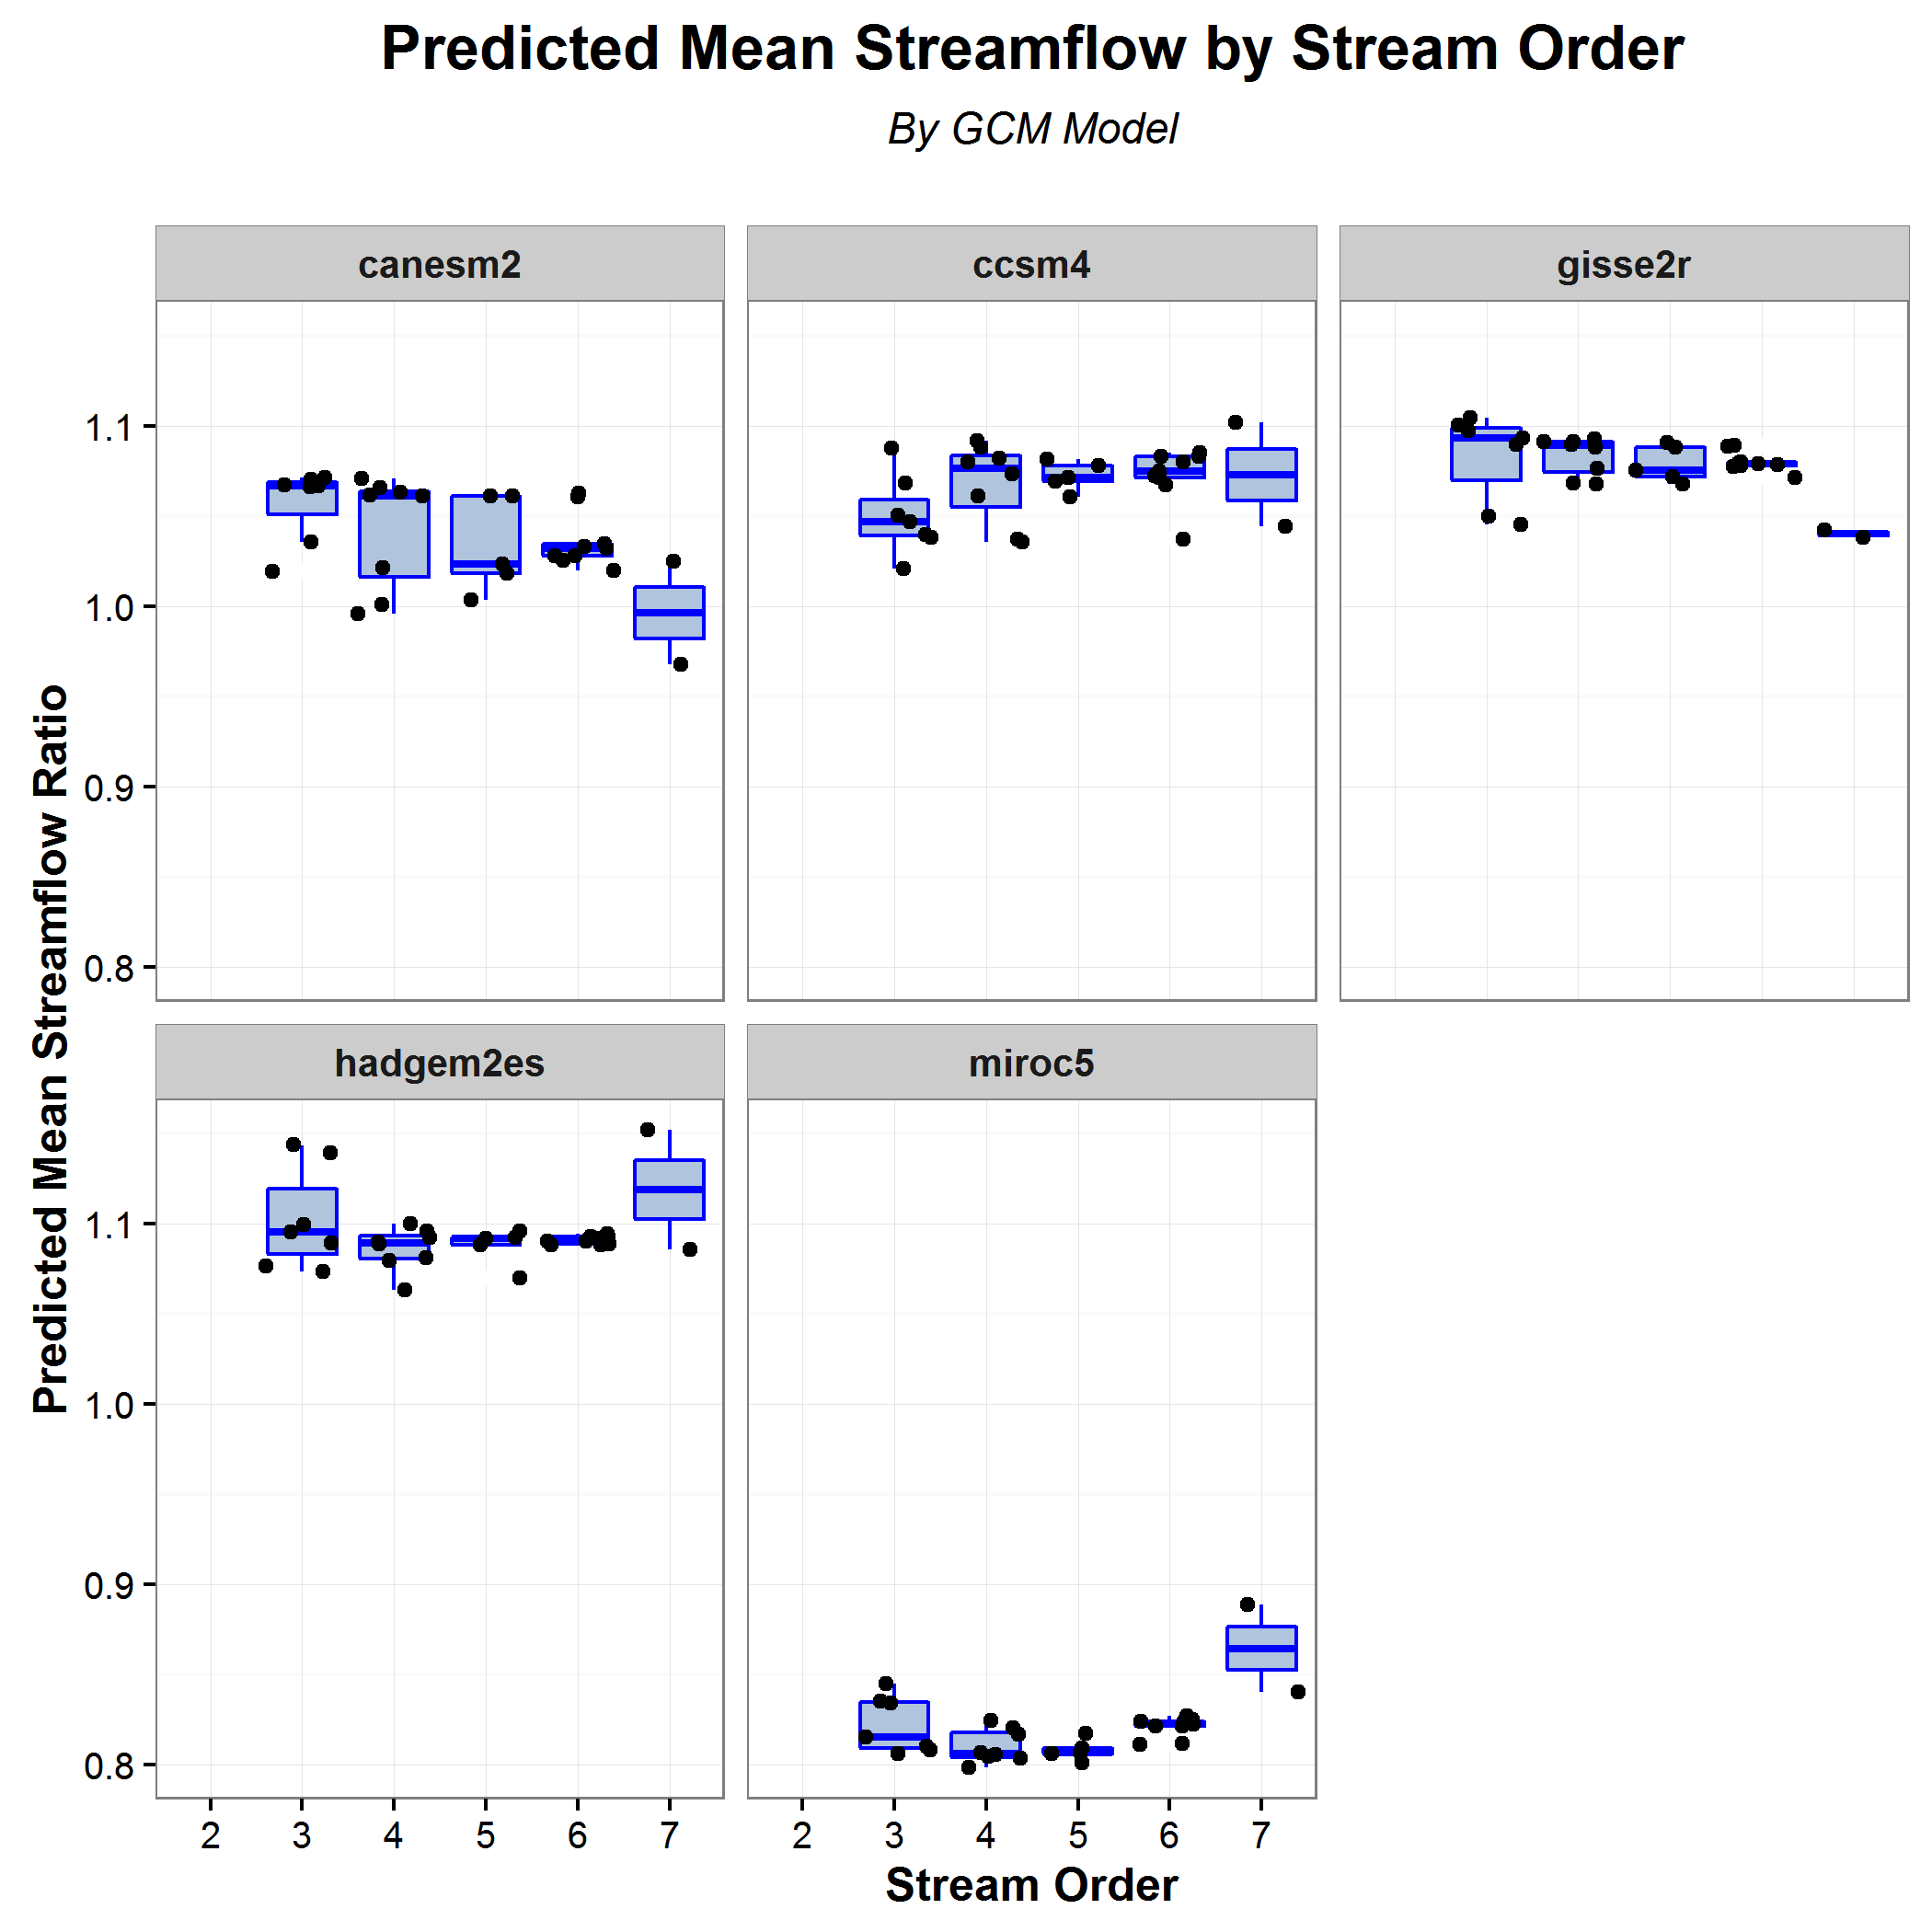 Predicted Mean Streamflow by Stream Order
By GCM Model
canesm2
ccsm4
gisse2r
1.1
1.0
0.9
0.8
Predicted Mean Streamflow Ratio
hadgem2es
miroc5
1.1
1.0
0.9
0.8
2 3 4 5 6 7
2 3 4 5 6 7
Stream Order